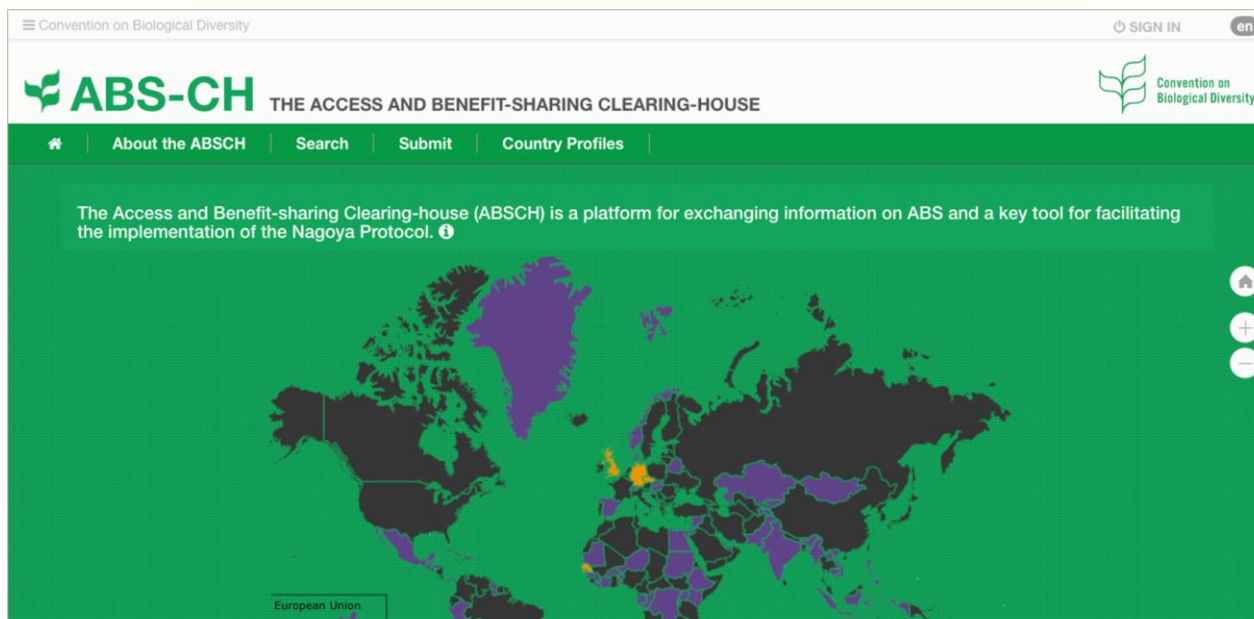 Convention on Biological Diversity
SIGN IN
en
ABS-CH THE ACCESS AND BENEFIT-SHARING CLEARING-HOUSE
Convention on
Biological Diversity
About the ABSCH
Search
Submit
Country Profiles
The Access and Benefit-sharing Clearing-house (ABSCH) is a platform for exchanging information on ABS and a key tool for facilitating
the implementation of the Nagoya Protocol.
European Union